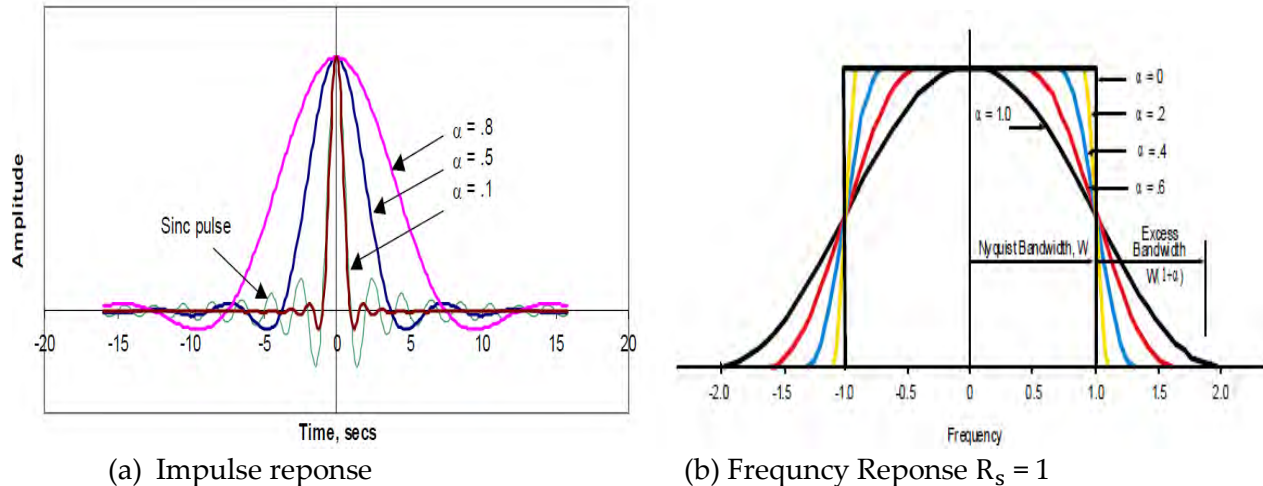 α = .8
α = .5
α = .1
Sinc pulse
Amplitude
-20 -15 -10 -5 0 5 10 15 20
Time, secs
(a) Impulse reponse
α = 0
α = 1.0
α = 2
α = .4
α = .6
Nyquist Bandwidth, W
Excess
Bandwidth
W(1+α)
-2.0 -1.5 -1.0 -0.5 0 0.5 1.0 1.5 2.0
Frequency
(b) Frequncy Reponse Rₛ = 1